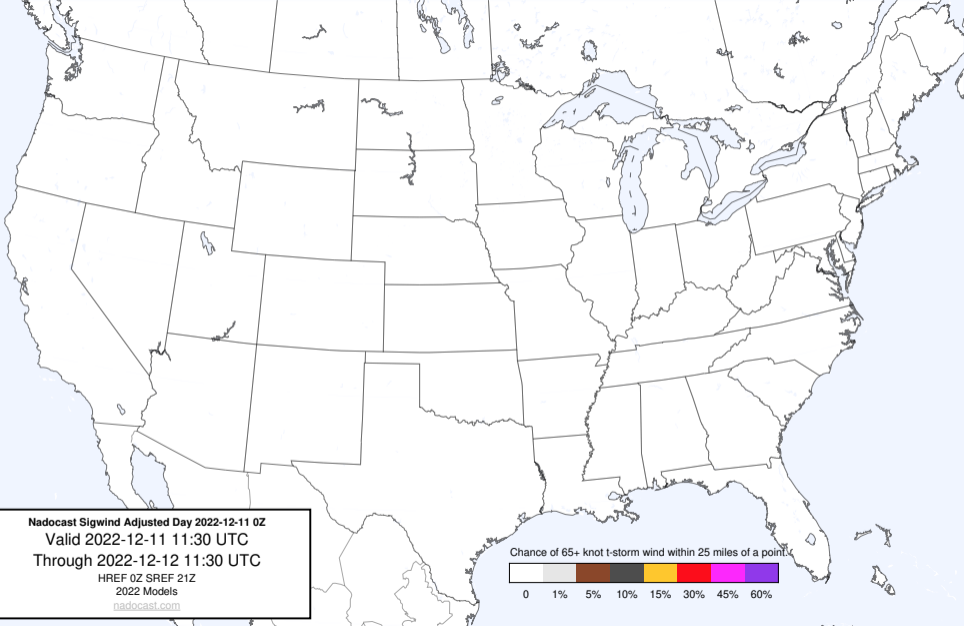 Nadocast Sigwind Adjusted Day 2022-12-11 0Z
Valid 2022-12-11 11:30 UTC
Through 2022-12-12 11:30 UTC
HREF 0Z SREF 21Z
2022 Models
nadocast.com
Chance of 65+ knot t-storm wind within 25 miles of a point.
0 1% 5% 10% 15% 30% 45% 60%